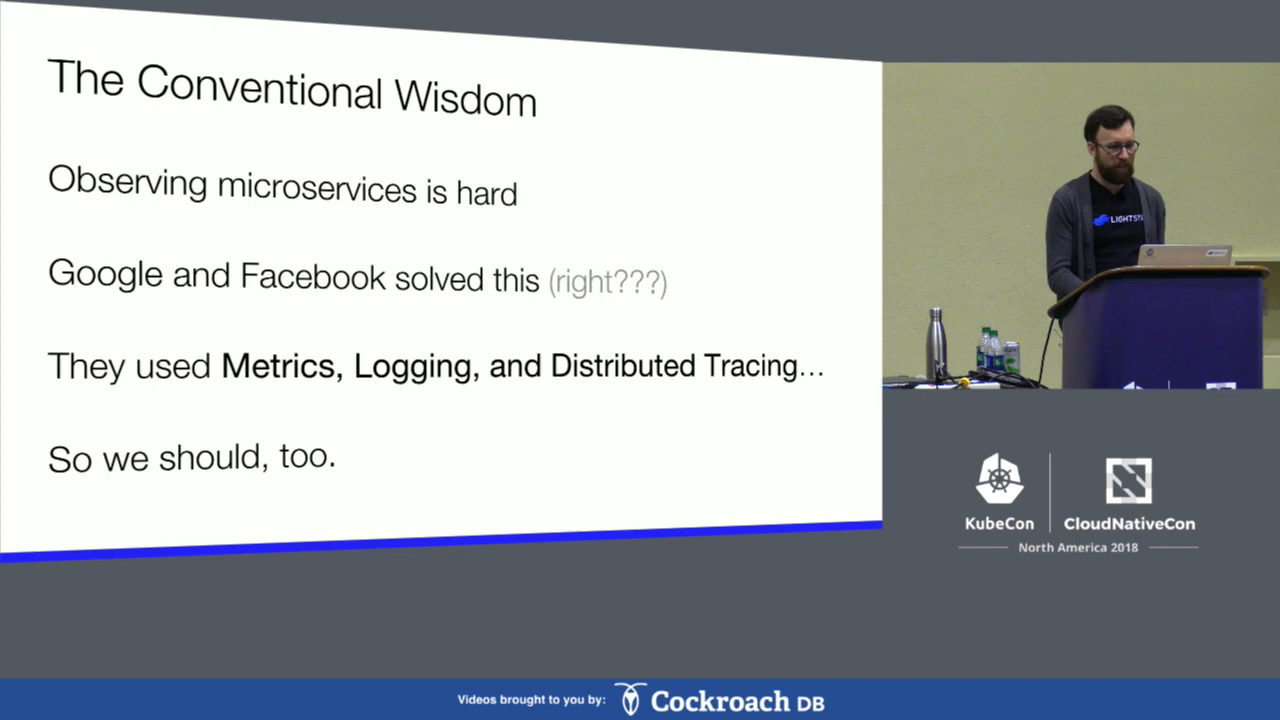 The Conventional Wisdom
Observing microservices is hard
Google and Facebook solved this (right???)
They used Metrics, Logging, and Distributed Tracing…
So we should, too.
KubeCon
CloudNativeCon
North America 2018
Videos brought to you by:
Cockroach DB